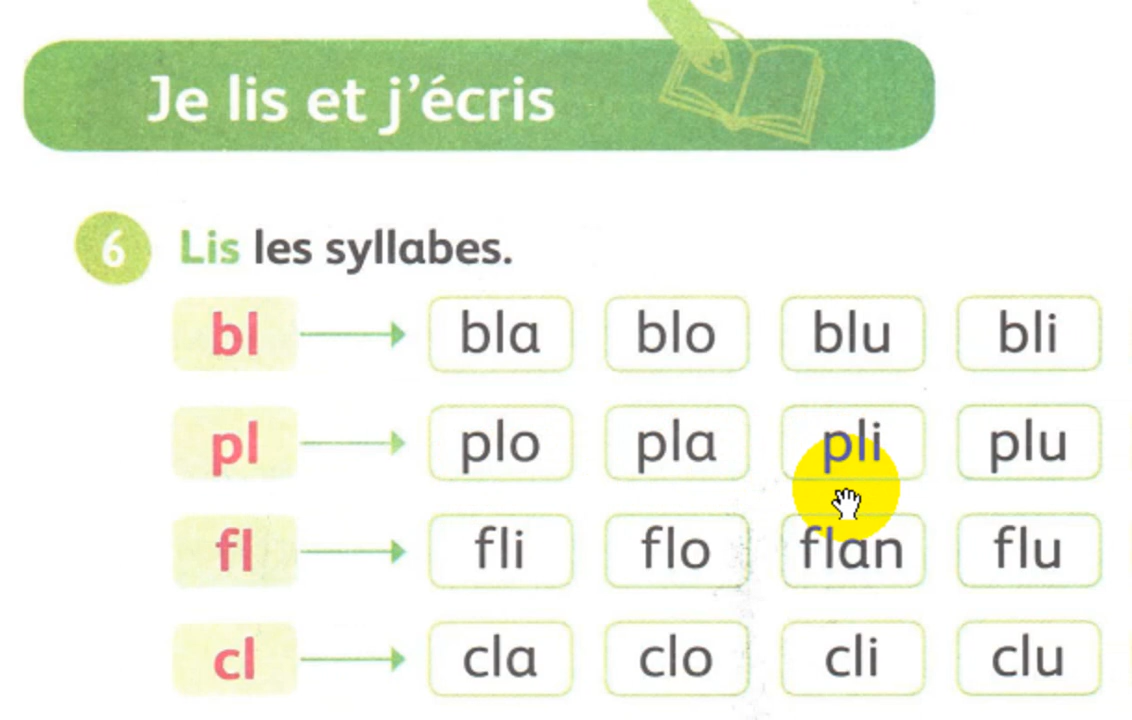 Je lis et j'écris
6 Lis les syllabes.
bl bla blo blu bli
pl plo pla pli plu
fl fli flo flan flu
cl cla clo cli clu